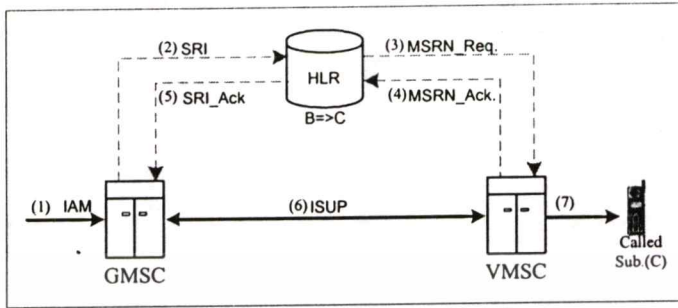 (2) SRI
(3) MSRN_Req.
HLR
(5) SRI_Ack
(4) MSRN_Ack.
B=>C
(1) IAM
(6) ISUP
(7)
GMSC
VMSC
Called
Sub.(C)